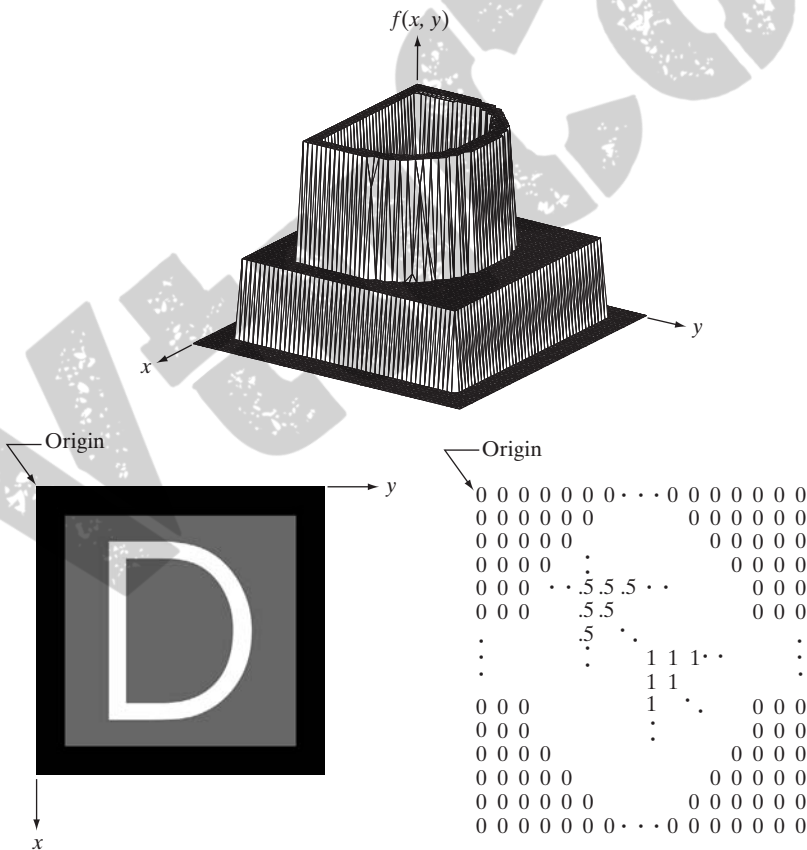 f(x, y)
y
x
Origin
y
x
Origin
0 0 0 0 0 0 0 · · · 0 0 0 0 0 0 0
0 0 0 0 0 0 0 0 0 0 0 0
0 0 0 0 0 0 0 0 0 0
0 0 0 0 0 0 0 0
0 0 0 · · .5 .5 .5 · · 0 0 0
0 0 0 .5 .5 0 0 0
.5
1 1 1 · ·
1 1
0 0 0 1 0 0 0
0 0 0 0 0 0
0 0 0 0 0 0 0 0
0 0 0 0 0 0 0 0 0 0
0 0 0 0 0 0 0 0 0 0 0 0
0 0 0 0 0 0 0 · · · 0 0 0 0 0 0 0
D